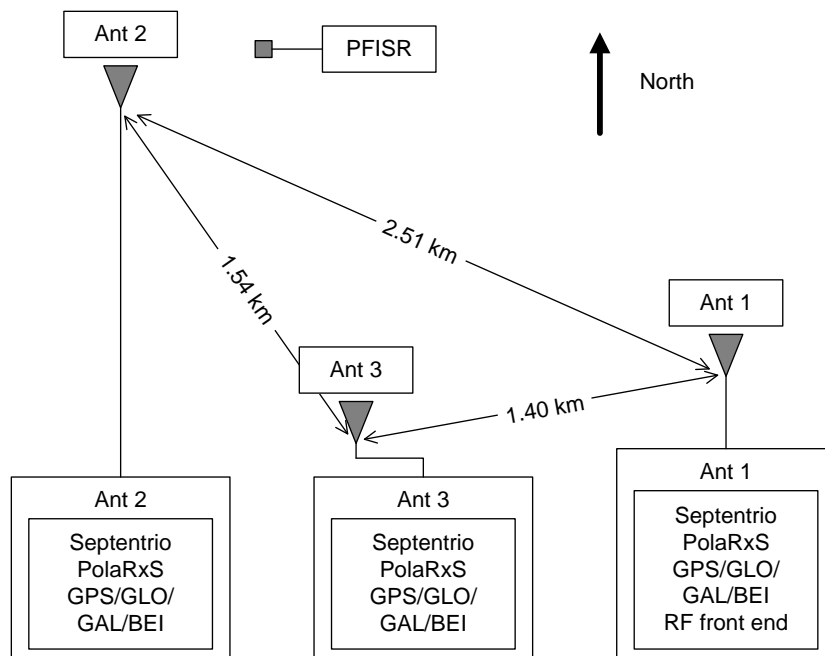 Ant 2
PFISR
North
2.51 km
1.54 km
Ant 1
Ant 3
1.40 km
Ant 2
Septentrio
PolaRxS
GPS/GLO/
GAL/BEI
Ant 3
Septentrio
PolaRxS
GPS/GLO/
GAL/BEI
Ant 1
Septentrio
PolaRxS
GPS/GLO/
GAL/BEI
RF front end